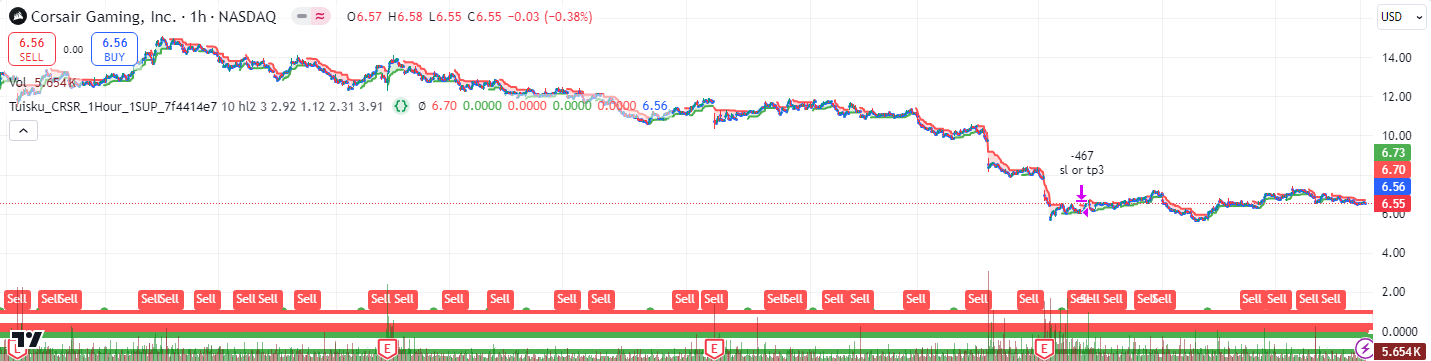 Corsair Gaming, Inc. · 1h · NASDAQ O6.57 H6.58 L6.55 C6.55 −0.03 (−0.38%)
USD
6.56 SELL 0.00 6.56 BUY
14.00
Vol 5.654K
12.00
Tuisku_CRSR_1Hour_1SUP_7f4414e7 10 hl2 3 2.92 1.12 2.31 3.91 Ø 6.70 0.0000 0.0000 0.0000 0.0000 6.56
10.00
-467
sl or tp3
6.73
6.70
6.56
6.55
6.00
4.00
2.00
Sell Sell Sell Sell Sell Sell Sell Sell Sell Sell Sell Sell Sell Sell Sell Sell Sell Sell Sell Sell Sell Sell Sell Sell Sell Sell Sell Sell Sell Sell Sell Sell Sell
0.0000
E E E
5.654K